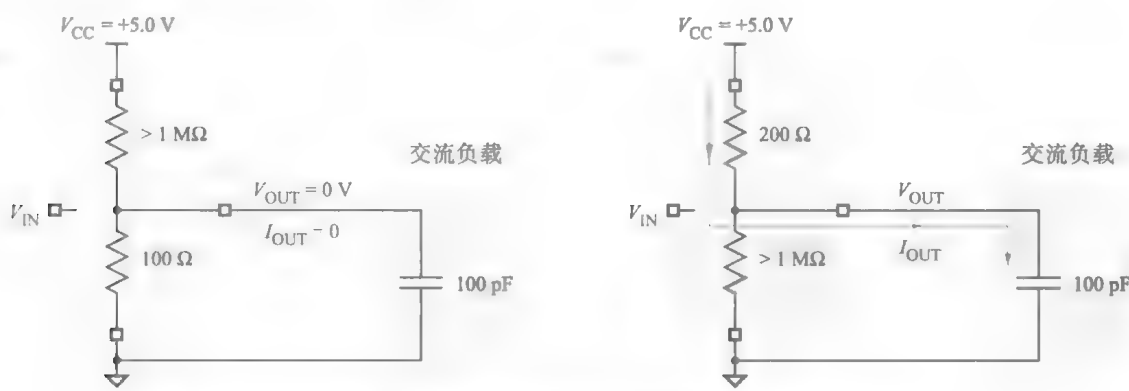 V_CC = +5.0 V
> 1 MΩ
交流负载
V_OUT = 0 V
V_IN
I_OUT = 0
100 Ω
100 pF
V_CC = +5.0 V
200 Ω
交流负载
V_OUT
V_IN
I_OUT
> 1 MΩ
100 pF